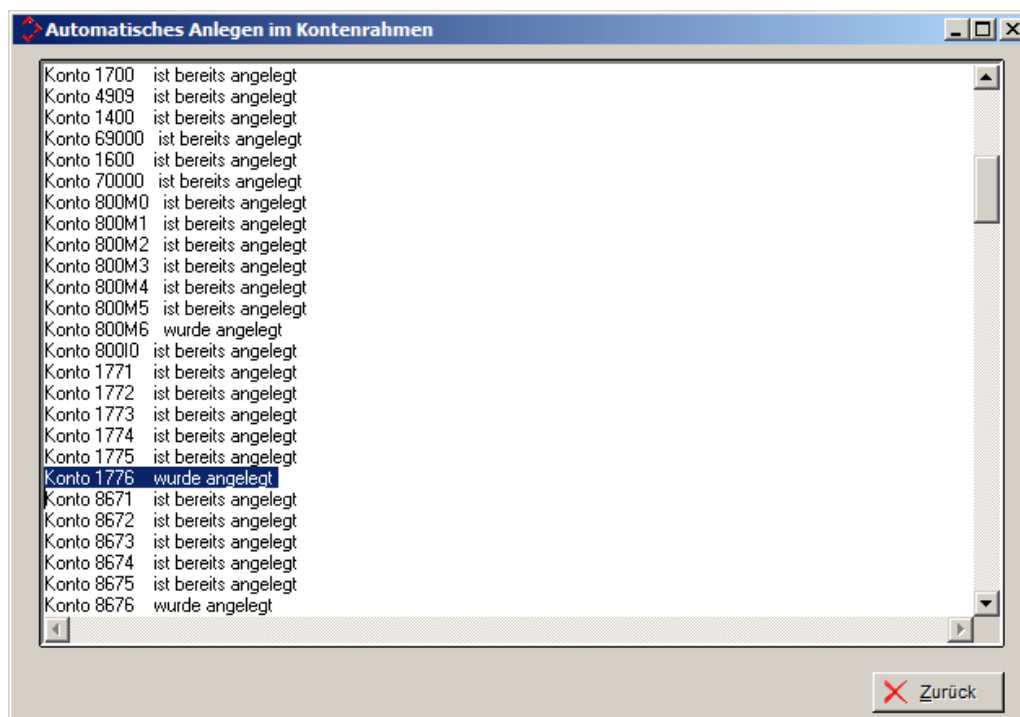 Automatisches Anlegen im Kontenrahmen
Konto 1700 ist bereits angelegt
Konto 4909 ist bereits angelegt
Konto 1400 ist bereits angelegt
Konto 69000 ist bereits angelegt
Konto 1600 ist bereits angelegt
Konto 70000 ist bereits angelegt
Konto 800M0 ist bereits angelegt
Konto 800M1 ist bereits angelegt
Konto 800M2 ist bereits angelegt
Konto 800M3 ist bereits angelegt
Konto 800M4 ist bereits angelegt
Konto 800M5 ist bereits angelegt
Konto 800M6 wurde angelegt
Konto 800I0 ist bereits angelegt
Konto 1771 ist bereits angelegt
Konto 1772 ist bereits angelegt
Konto 1773 ist bereits angelegt
Konto 1774 ist bereits angelegt
Konto 1775 ist bereits angelegt
Konto 1776 wurde angelegt
Konto 8671 ist bereits angelegt
Konto 8672 ist bereits angelegt
Konto 8673 ist bereits angelegt
Konto 8674 ist bereits angelegt
Konto 8675 ist bereits angelegt
Konto 8676 wurde angelegt
Zurück